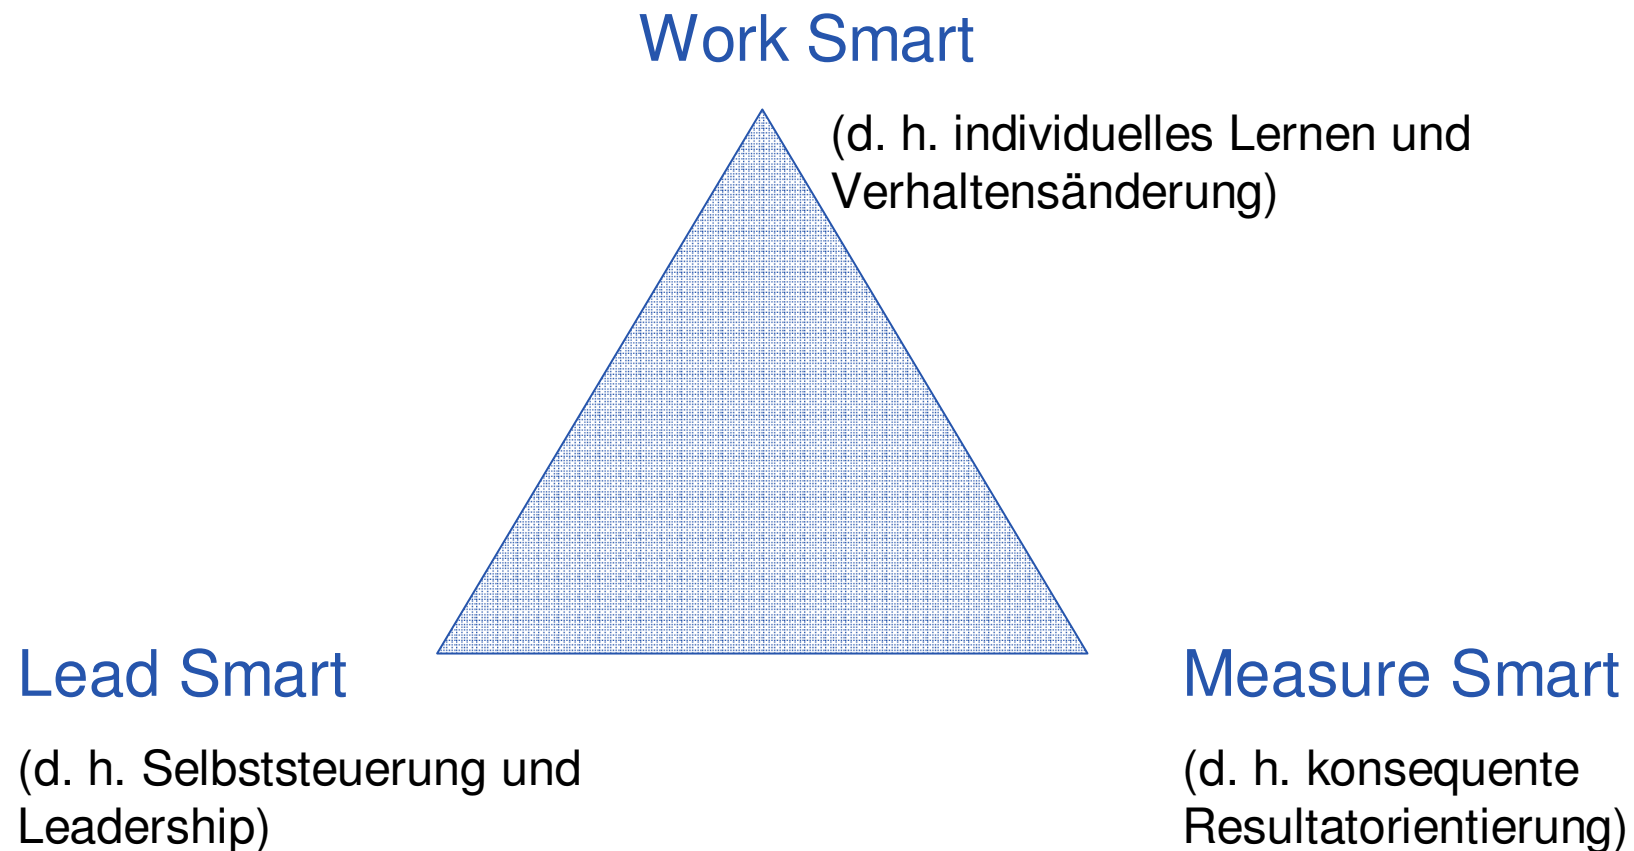 Work Smart
(d. h. individuelles Lernen und
Verhaltensänderung)
Lead Smart
(d. h. Selbststeuerung und
Leadership)
Measure Smart
(d. h. konsequente
Resultatorientierung)